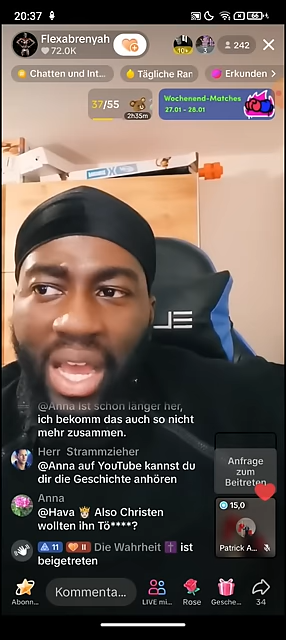 20:37
66
Flexabrenyah
72.0K
10+
3
242
Chatten und Int...
Tägliche Ran
Erkunden
37/55
2h35m
Wochenend-Matches
27.01 - 28.01
@Anna ist schon länger her,
ich bekomm das auch so nicht
mehr zusammen.
Herr Strammzieher
@Anna auf YouTube kannst du
dir die Geschichte anhören
Anna
@Hava 👸 Also Christen
wollten ihn Tö****?
11 II Die Wahrheit ✝️ ist
beigetreten
Anfrage
zum
Beitreten
15,0
Patrick A...
Abonn...
Kommenta...
LIVE mi...
Rose
Gesche...
34